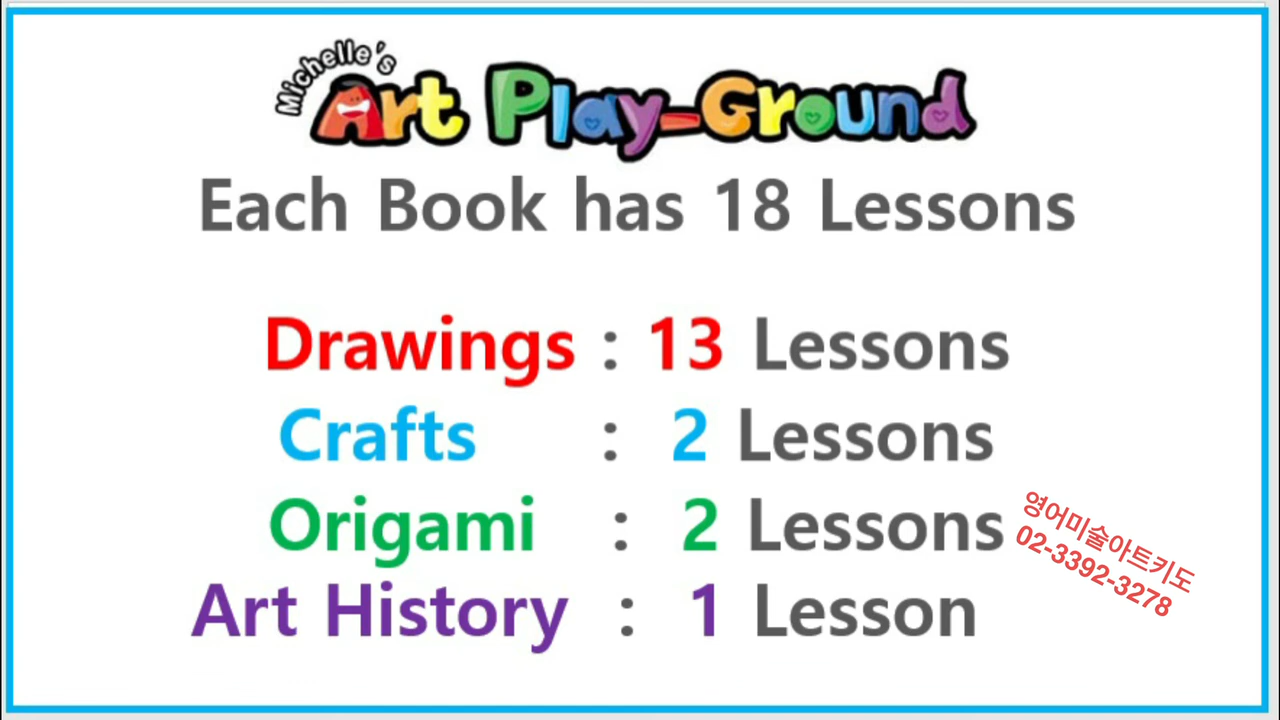 Michelle's
Art Play-Ground
Each Book has 18 Lessons
Drawings : 13 Lessons
Crafts : 2 Lessons
Origami : 2 Lessons
Art History : 1 Lesson
영어미술아트키도
02-3392-3278